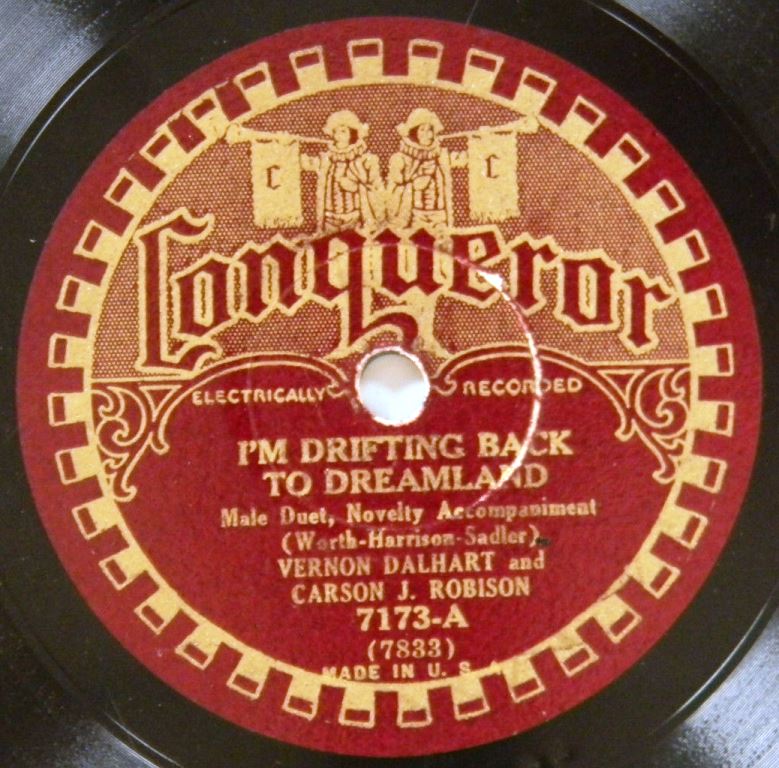 C C
Conqueror
ELECTRICALLY RECORDED
I'M DRIFTING BACK
TO DREAMLAND
Male Duet, Novelty Accompaniment
(Worth-Harrison-Sadler)
VERNON DALHART and
CARSON J. ROBISON
7173-A
(7833)
MADE IN U. S. A.